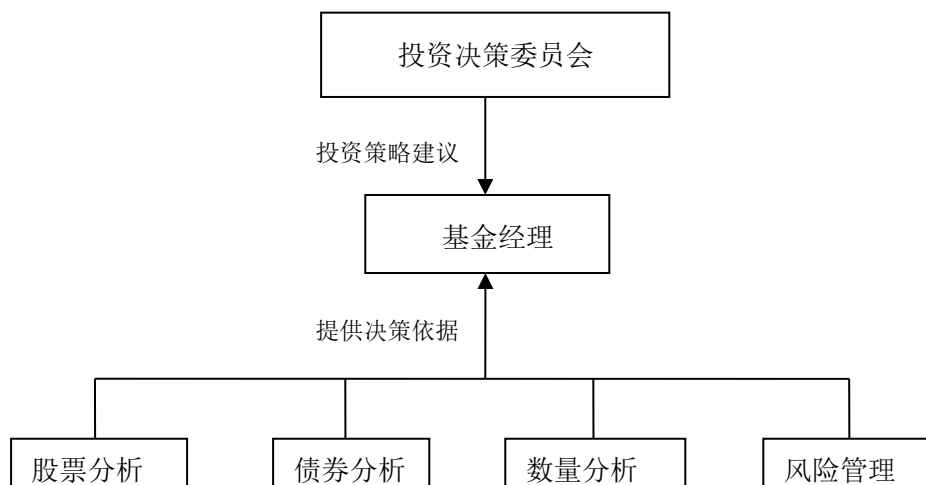 投资决策委员会
投资策略建议
基金经理
提供决策依据
股票分析
债券分析
数量分析
风险管理